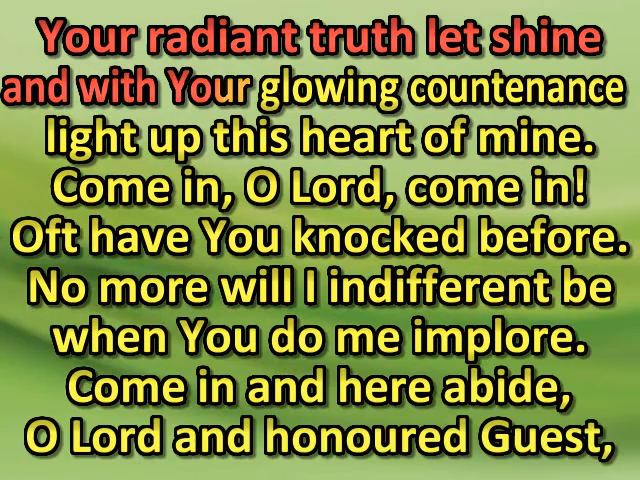 Your radiant truth let shine
and with Your glowing countenance
light up this heart of mine.
Come in, O Lord, come in!
Oft have You knocked before.
No more will I indifferent be
when You do me implore.
Come in and here abide,
O Lord and honoured Guest,